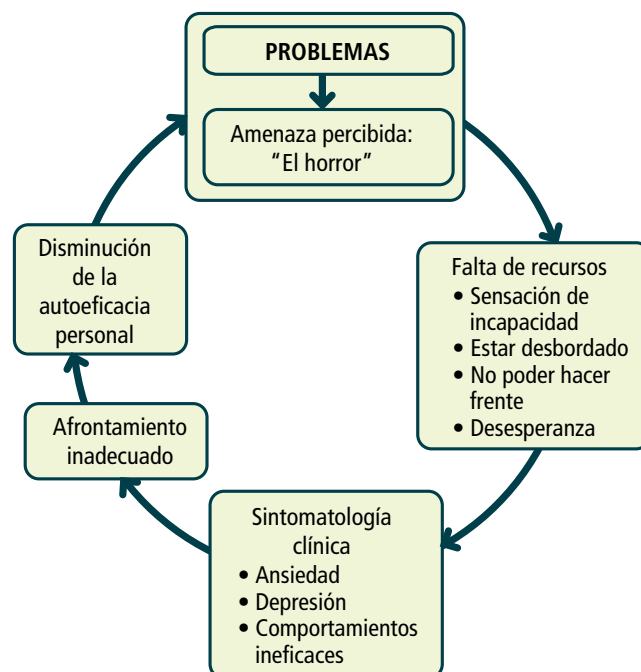 PROBLEMAS
Amenaza percibida:
“El horror”
Falta de recursos
• Sensación de
incapacidad
• Estar desbordado
• No poder hacer
frente
• Desesperanza
Sintomatología
clínica
• Ansiedad
• Depresión
• Comportamientos
ineficaces
Afrontamiento
inadecuado
Disminución
de la
autoeficacia
personal